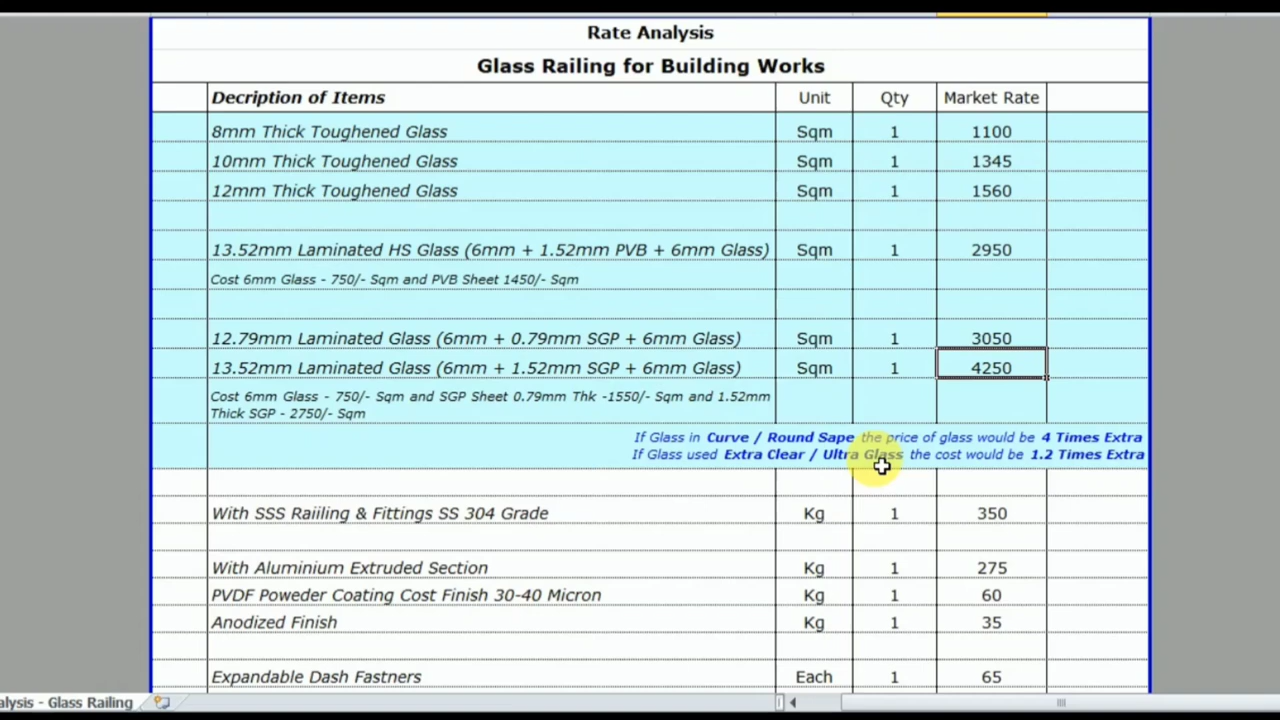 Rate Analysis
Glass Railing for Building Works
Decription of Items Unit Qty Market Rate
8mm Thick Toughened Glass Sqm 1 1100
10mm Thick Toughened Glass Sqm 1 1345
12mm Thick Toughened Glass Sqm 1 1560
13.52mm Laminated HS Glass (6mm + 1.52mm PVB + 6mm Glass) Sqm 1 2950
Cost 6mm Glass - 750/- Sqm and PVB Sheet 1450/- Sqm
12.79mm Laminated Glass (6mm + 0.79mm SGP + 6mm Glass) Sqm 1 3050
13.52mm Laminated Glass (6mm + 1.52mm SGP + 6mm Glass) Sqm 1 4250
Cost 6mm Glass - 750/- Sqm and SGP Sheet 0.79mm Thk -1550/- Sqm and 1.52mm
Thick SGP - 2750/- Sqm
If Glass in Curve / Round Sape the price of glass would be 4 Times Extra
If Glass used Extra Clear / Ultra Glass the cost would be 1.2 Times Extra
With SSS Raiiling & Fittings SS 304 Grade Kg 1 350
With Aluminium Extruded Section Kg 1 275
PVDF Poweder Coating Cost Finish 30-40 Micron Kg 1 60
Anodized Finish Kg 1 35
Expandable Dash Fastners Each 1 65
alysis - Glass Railing